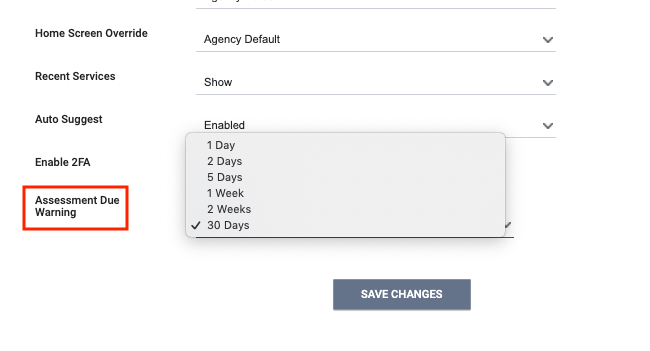 Home Screen Override
Agency Default
Recent Services
Show
Auto Suggest
Enabled
Enable 2FA
1 Day
2 Days
5 Days
1 Week
2 Weeks
30 Days
Assessment Due
Warning
SAVE CHANGES